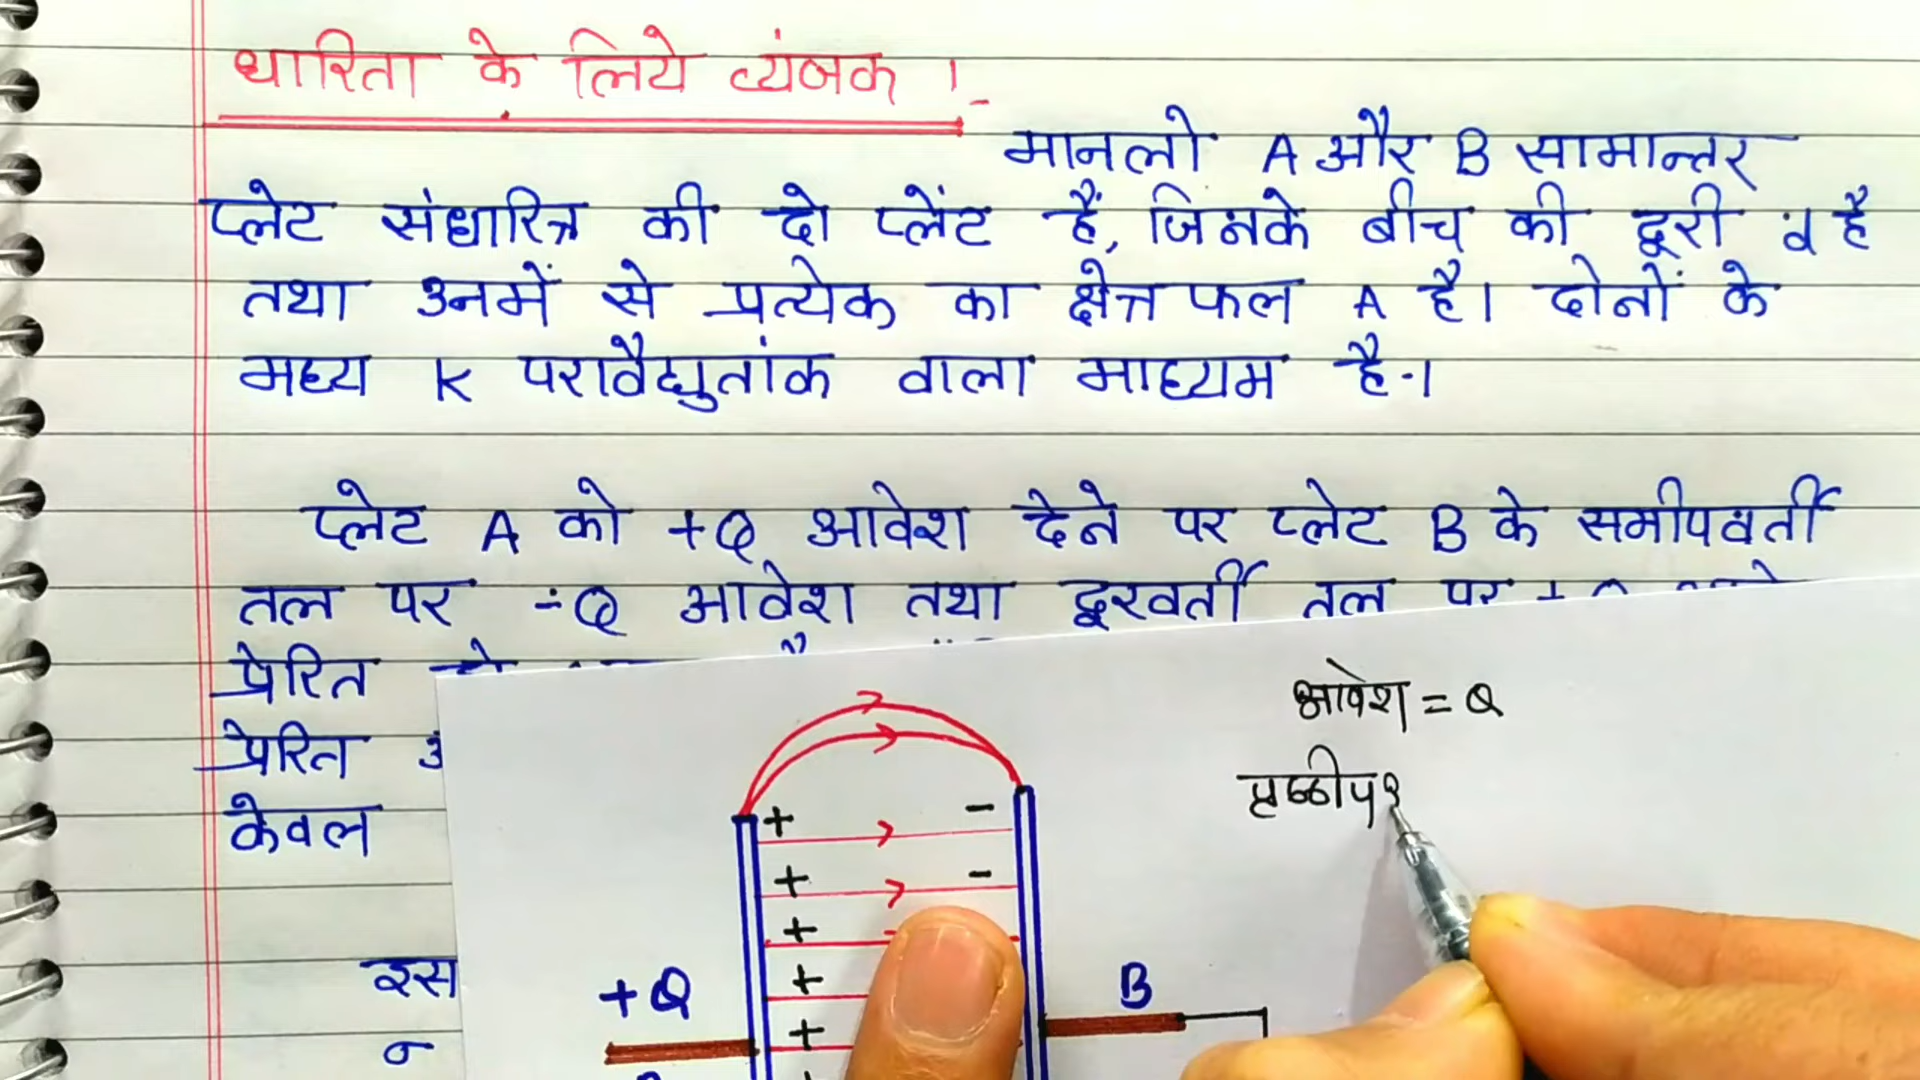 धारिता के लिये व्यंजक !
मानलो A और B सामान्तर
प्लेट संधारित्र की दो प्लेंट हैं, जिनके बीच की दूरी d है
तथा उनमें से प्रत्येक का क्षेत्रफल A है। दोनों के
मध्य K परावैद्युतांक वाला माध्यम है।
प्लेट A को +Q आवेश देने पर प्लेट B के समीपवर्ती
तल पर -Q आवेश तथा दूरवर्ती तल पर
प्रेरित
प्रेरित
केवल
इस
σ
आवेश = Q
पृष्ठीय
+ -
+ -
+
+
+
+Q
B